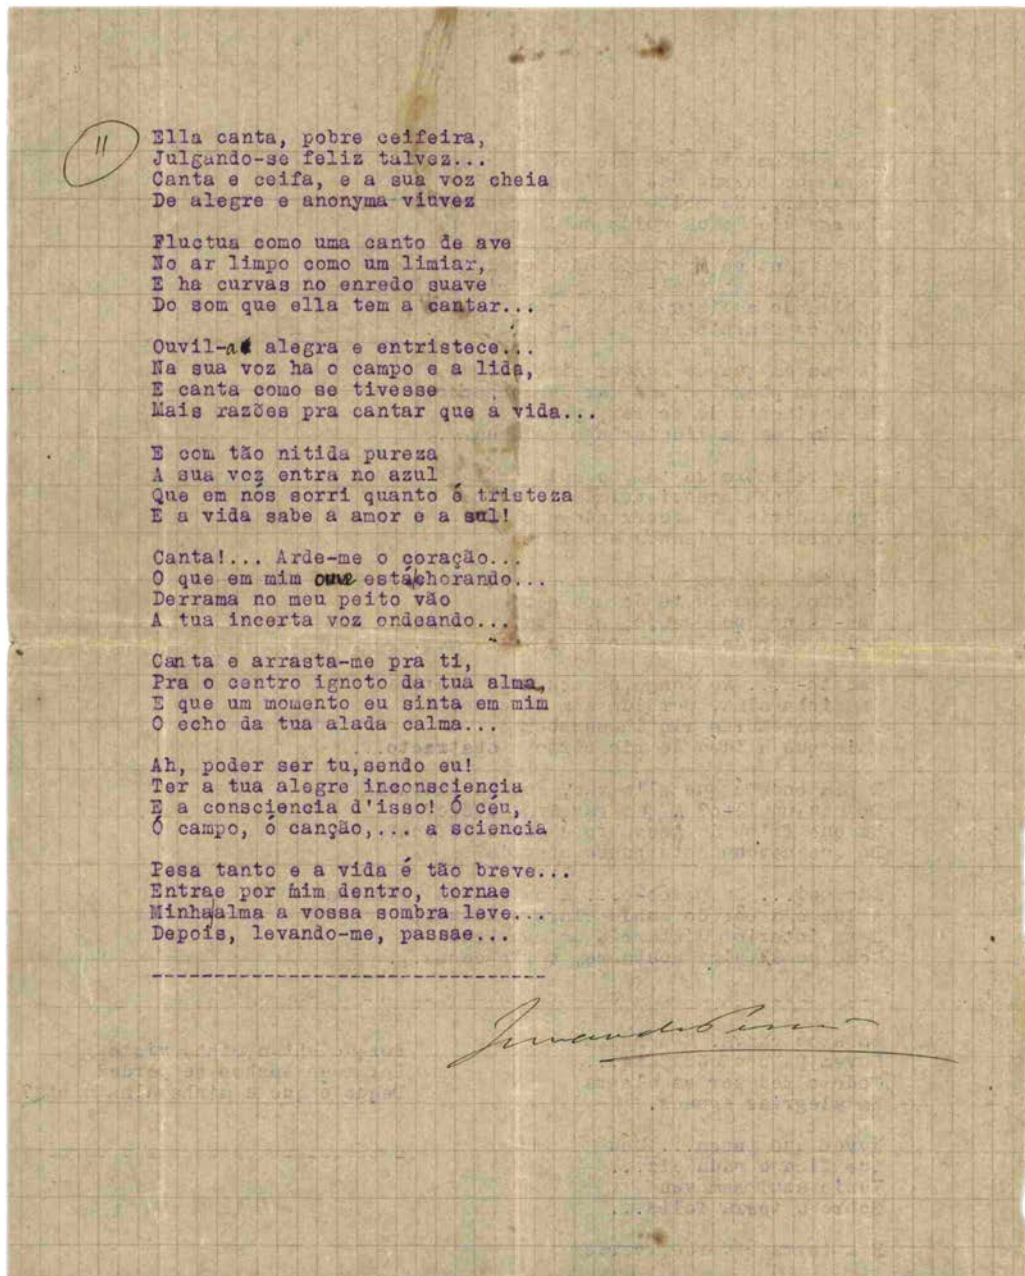 11
Ella canta, pobre ceifeira,
Julgando-se feliz talvez...
Canta e ceifa, e a sua voz cheia
De alegre e anonyma viuvez
Fluctua como uma canto de ave
No ar limpo como um limiar,
E ha curvas no enredo suave
Do som que ella tem a cantar...
Ouvil-a alegra e entristece...
Na sua voz ha o campo e a lida,
E canta como se tivesse
Mais razões pra cantar que a vida...
E com tão nitida pureza
A sua voz entra no azul
Que em nós sorri quanto é tristeza
E a vida sabe a amor e a sul!
Canta!... Arde-me o coração...
O que em mim ouve está chorando...
Derrama no meu peito vão
A tua incerta voz ondeando...
Canta e arrasta-me pra ti,
Pra o centro ignoto da tua alma,
E que um momento eu sinta em mim
O echo da tua alada calma...
Ah, poder ser tu,sendo eu!
Ter a tua alegre inconsciencia
E a consciencia d'isso! Ó céu,
Ó campo, ó canção,... a sciencia
Pesa tanto e a vida é tão breve...
Entrae por mim dentro, tornae
Minha alma a vossa sombra leve...
Depois, levando-me, passae...
---------------------------------
Fernando Pessoa